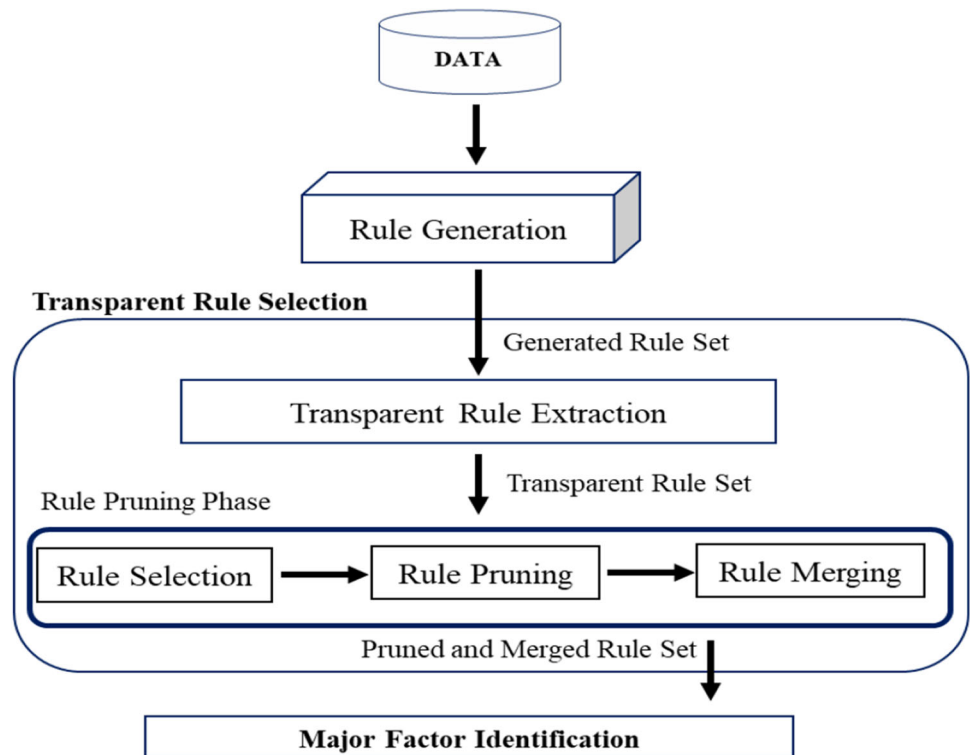 DATA
Rule Generation
Transparent Rule Selection
Generated Rule Set
Transparent Rule Extraction
Transparent Rule Set
Rule Pruning Phase
Rule Selection
Rule Pruning
Rule Merging
Pruned and Merged Rule Set
Major Factor Identification